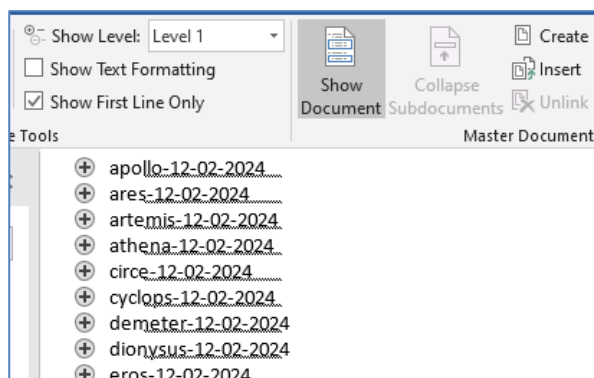 Show Level: Level 1
Show Text Formatting
Show First Line Only
Show Document
Collapse Subdocuments
Create
Insert
Unlink
e Tools
Master Document
apollo-12-02-2024
ares-12-02-2024
artemis-12-02-2024
athena-12-02-2024
circe-12-02-2024
cyclops-12-02-2024
demeter-12-02-2024
dionysus-12-02-2024
eros-12-02-2024